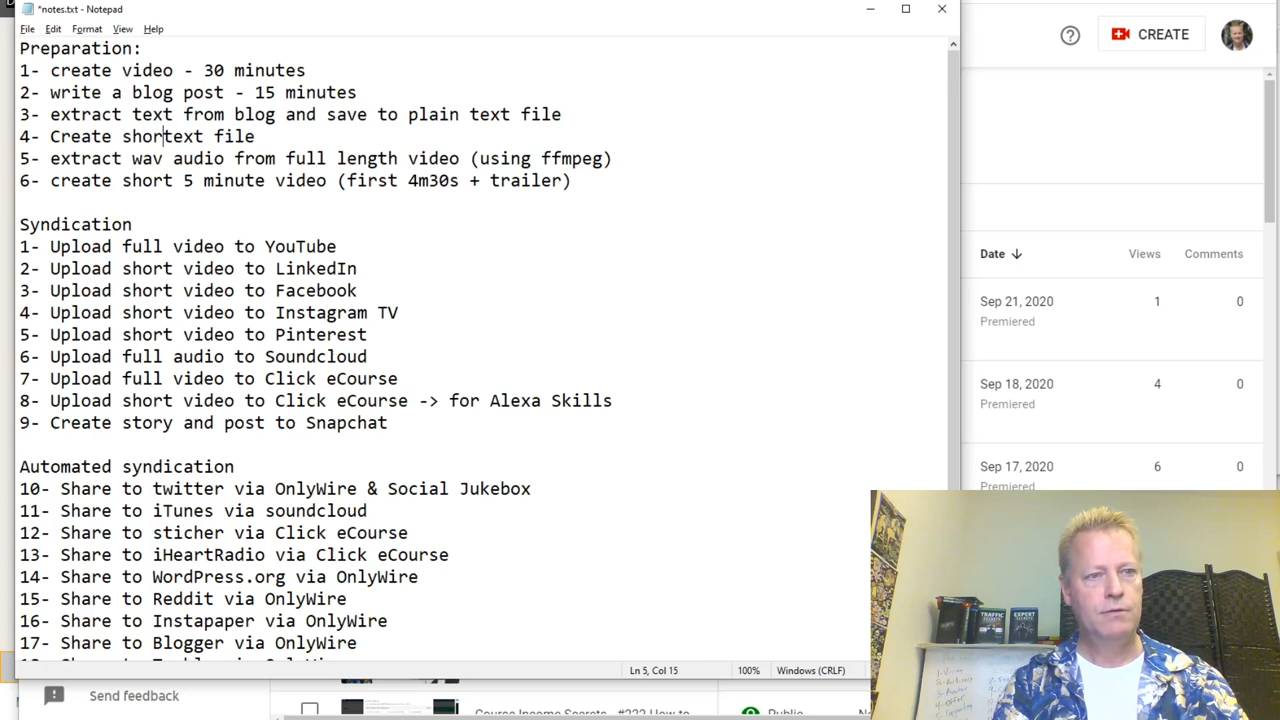 *notes.txt - Notepad
File Edit Format View Help
Preparation:
1- create video - 30 minutes
2- write a blog post - 15 minutes
3- extract text from blog and save to plain text file
4- Create shortext file
5- extract wav audio from full length video (using ffmpeg)
6- create short 5 minute video (first 4m30s + trailer)
Syndication
1- Upload full video to YouTube
2- Upload short video to LinkedIn
3- Upload short video to Facebook
4- Upload short video to Instagram TV
5- Upload short video to Pinterest
6- Upload full audio to Soundcloud
7- Upload full video to Click eCourse
8- Upload short video to Click eCourse -> for Alexa Skills
9- Create story and post to Snapchat
Automated syndication
10- Share to twitter via OnlyWire & Social Jukebox
11- Share to iTunes via soundcloud
12- Share to sticher via Click eCourse
13- Share to iHeartRadio via Click eCourse
14- Share to WordPress.org via OnlyWire
15- Share to Reddit via OnlyWire
16- Share to Instapaper via OnlyWire
17- Share to Blogger via OnlyWire
Ln 5, Col 15 100% Windows (CRLF)
CREATE
Date Views Comments
Sep 21, 2020 1 0
Premiered
Sep 18, 2020 4 0
Premiered
Sep 17, 2020 6 0
TRAFFIC SECRETS
EXPERT SECRETS
Send feedback
Course Income Secrets - #222 How to
Public